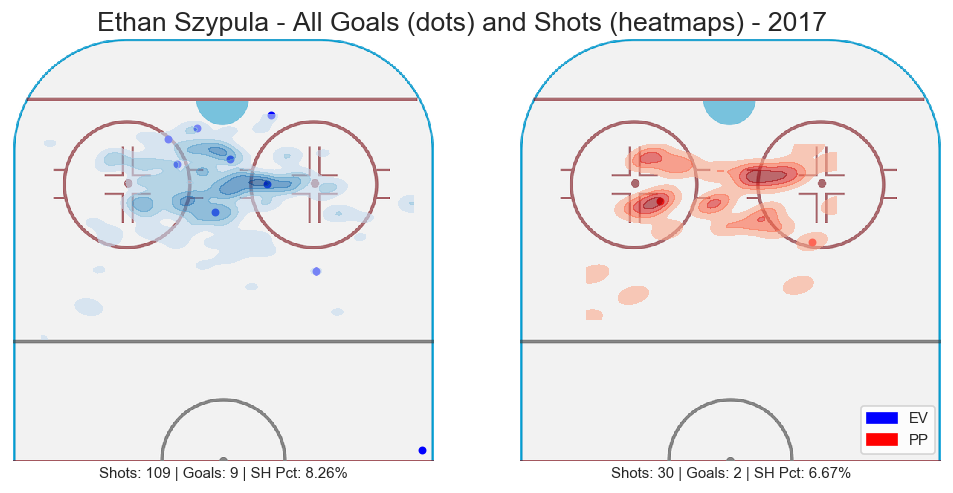 Ethan Szypula - All Goals (dots) and Shots (heatmaps) - 2017
EV
PP
Shots: 109 | Goals: 9 | SH Pct: 8.26%
Shots: 30 | Goals: 2 | SH Pct: 6.67%